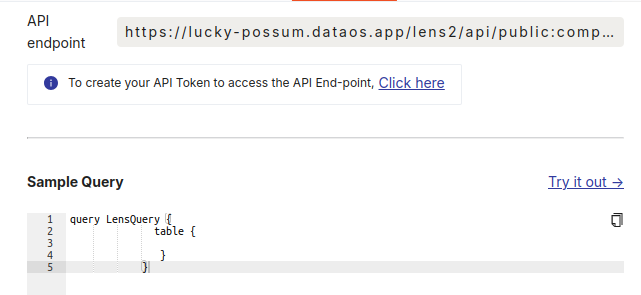 API
endpoint
https://lucky-possum.dataos.app/lens2/api/public:comp...
To create your API Token to access the API End-point, Click here
Sample Query
Try it out →
1 query LensQuery {
2 table {
3
4 }
5 }